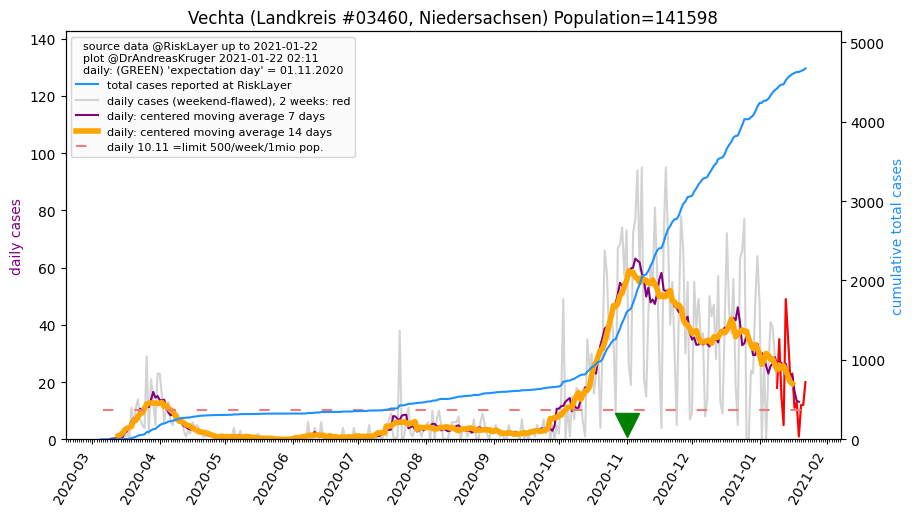 Vechta (Landkreis #03460, Niedersachsen) Population=141598
source data @RiskLayer up to 2021-01-22
plot @DrAndreasKruger 2021-01-22 02:11
daily: (GREEN) 'expectation day' = 01.11.2020
total cases reported at RiskLayer
daily cases (weekend-flawed), 2 weeks: red
daily: centered moving average 7 days
daily: centered moving average 14 days
daily 10.11 =limit 500/week/1mio pop.
daily cases
140
120
100
80
60
40
20
0
cumulative total cases
5000
4000
3000
2000
1000
0
2020-03
2020-04
2020-05
2020-06
2020-07
2020-08
2020-09
2020-10
2020-11
2020-12
2021-01
2021-02